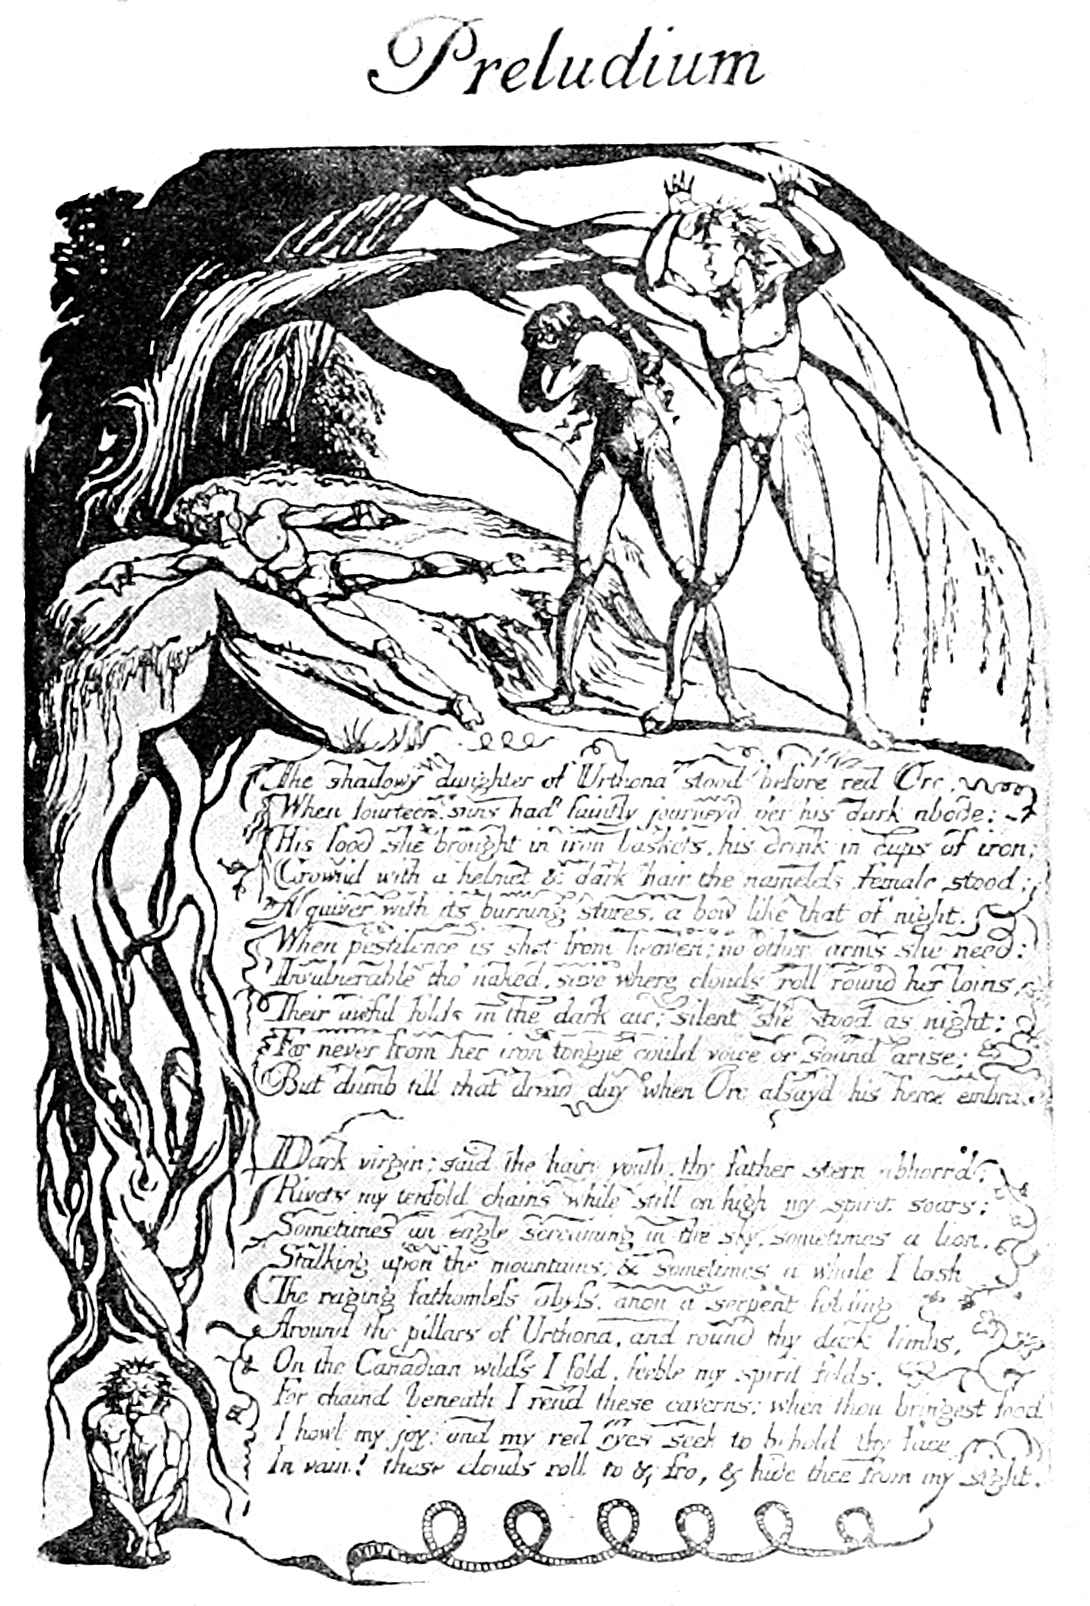 Preludium
The shadowy daughter of Urthona stood before red Orc.
When fourteen suns had faintly journey'd o'er his dark abode;
His food she brought in iron baskets, his drink in cups of iron;
Crown'd with a helmet & dark hair the nameless female stood;
A quiver with its burning stores, a bow like that of night,
When pestilence is shot from heaven; no other arms she need:
Invulnerable tho' naked, save where clouds roll round her loins,
Their awful folds in the dark air; silent she stood as night;
For never from her iron tongue could voice or sound arise;
But dumb till that dread day when Orc assay'd his fierce embrace.
Dark virgin; said the hairy youth, thy father stern abhorr'd;
Rivets my tenfold chains while still on high my spirit soars;
Sometimes an eagle screaming in the sky, sometimes a lion,
Stalking upon the mountains, & sometimes a whale I lash
The raging fathomless abyss, anon a serpent folding
Around the pillars of Urthona, and round thy dark limbs,
On the Canadian wilds I fold, feeble my spirit folds.
For chaind beneath I rend these caverns; when thou bringest food
I howl my joy: and my red eyes seek to behold thy face
In vain! these clouds roll to & fro, & hide thee from my sight.